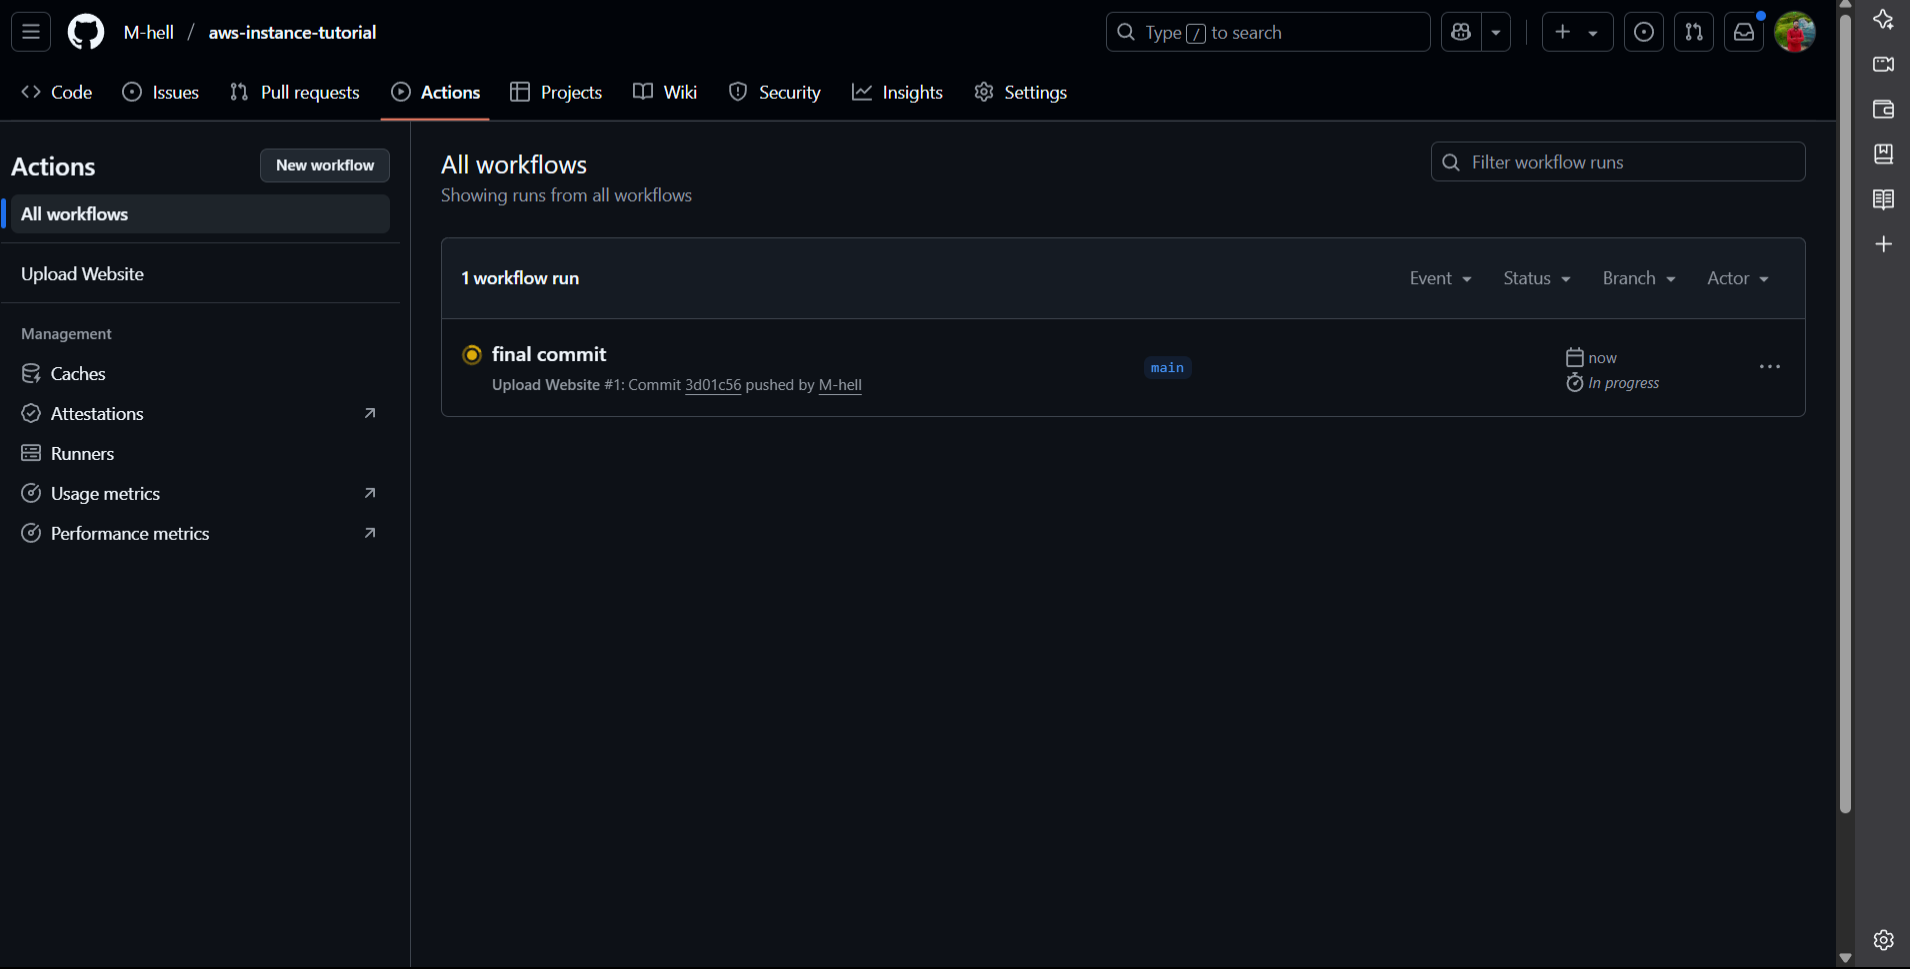 M-hell / aws-instance-tutorial
Type / to search
Code Issues Pull requests Actions Projects Wiki Security Insights Settings
Actions
New workflow
All workflows
Upload Website
Management
Caches
Attestations
Runners
Usage metrics
Performance metrics
All workflows
Showing runs from all workflows
Filter workflow runs
1 workflow run
Event Status Branch Actor
final commit
Upload Website #1: Commit 3d01c56 pushed by M-hell
main
now
In progress